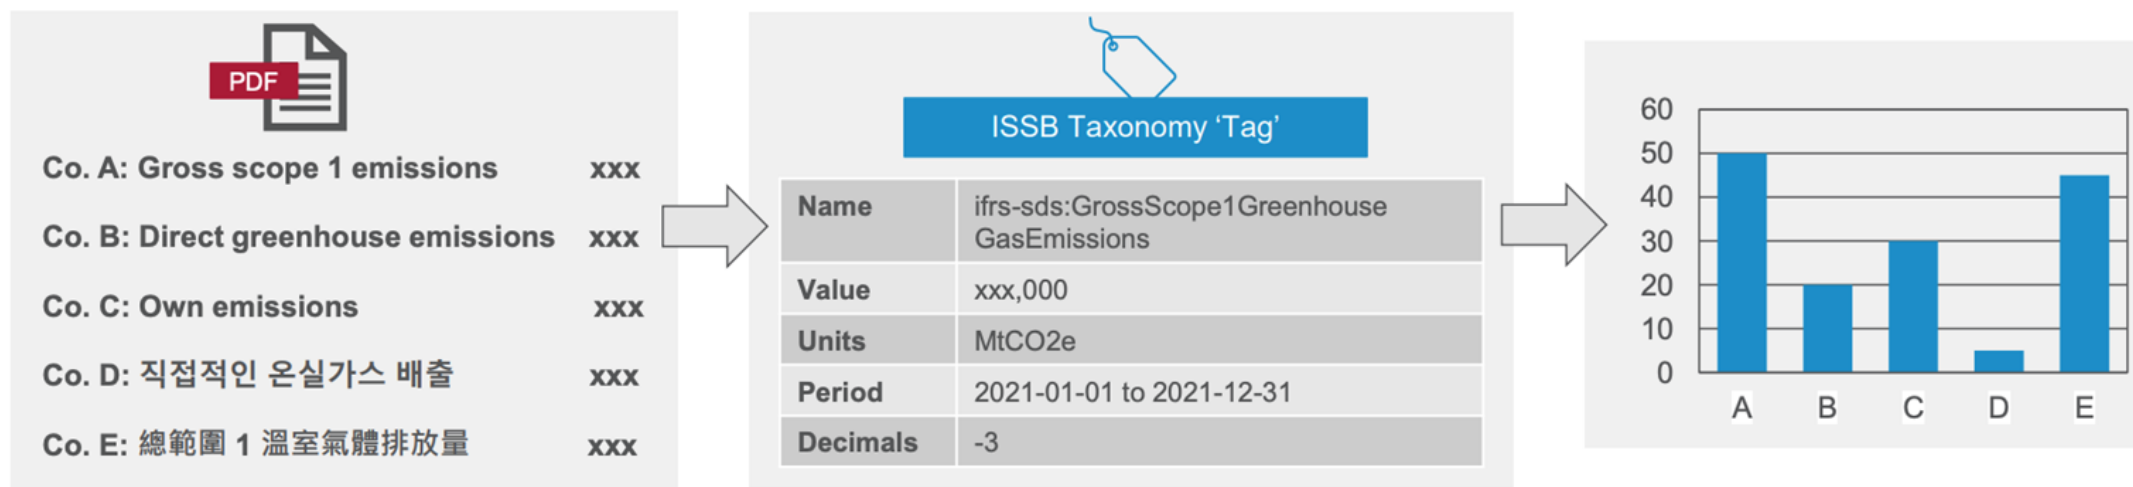 PDF
Co. A: Gross scope 1 emissions xxx
Co. B: Direct greenhouse emissions xxx
Co. C: Own emissions xxx
Co. D: 직접적인 온실가스 배출 xxx
Co. E: 總範圍 1 溫室氣體排放量 xxx
ISSB Taxonomy ‘Tag’
Name ifrs-sds:GrossScope1Greenhouse
GasEmissions
Value xxx,000
Units MtCO2e
Period 2021-01-01 to 2021-12-31
Decimals -3
60
50
40
30
20
10
0
A B C D E